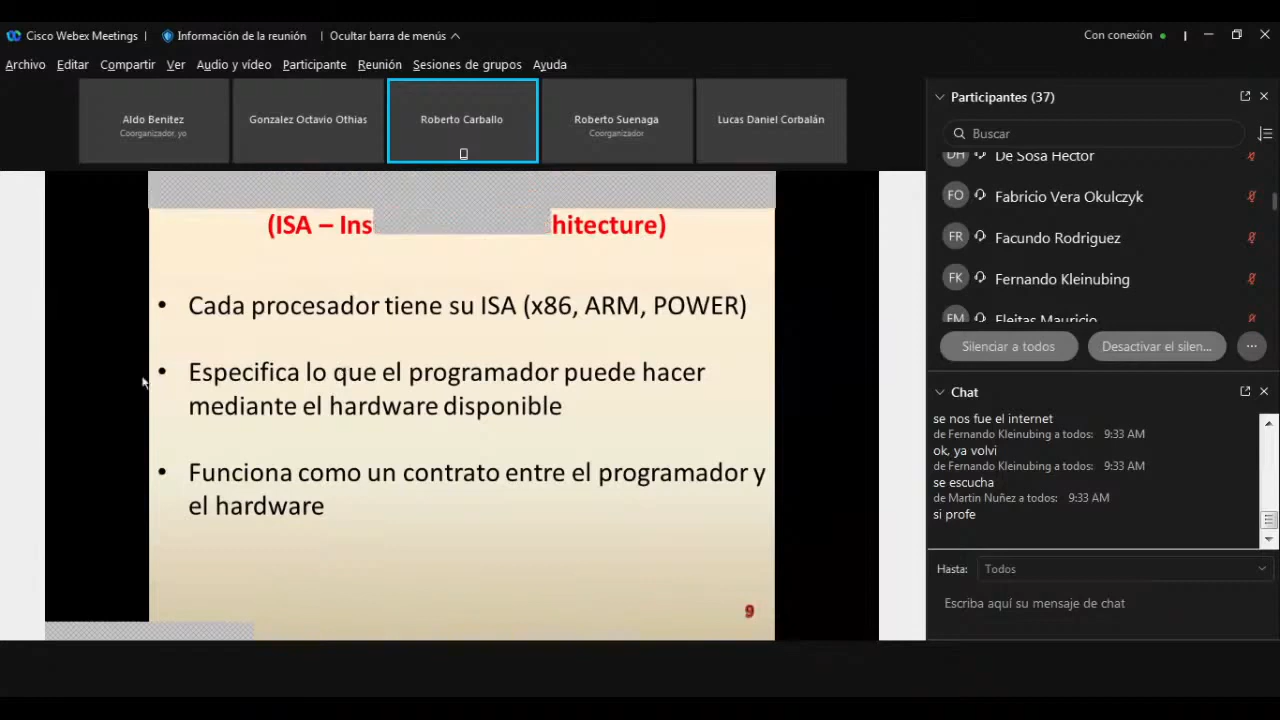 Cisco Webex Meetings
Información de la reunión
Ocultar barra de menús
Con conexión
Archivo Editar Compartir Ver Audio y vídeo Participante Reunión Sesiones de grupos Ayuda
Aldo Benitez
Coorganizador, yo
Gonzalez Octavio Othias
Roberto Carballo
Roberto Suenaga
Coorganizador
Lucas Daniel Corbalán
(ISA – Ins
hitecture)
• Cada procesador tiene su ISA (x86, ARM, POWER)
• Especifica lo que el programador puede hacer
mediante el hardware disponible
• Funciona como un contrato entre el programador y
el hardware
9
Participantes (37)
Buscar
DH De Sosa Hector
FO Fabricio Vera Okulczyk
FR Facundo Rodriguez
FK Fernando Kleinubing
FM Fleitas Mauricio
Silenciar a todos
Desactivar el silen...
Chat
se nos fue el internet
de Fernando Kleinubing a todos: 9:33 AM
ok, ya volvi
de Fernando Kleinubing a todos: 9:33 AM
se escucha
de Martin Nuñez a todos: 9:33 AM
si profe
Hasta: Todos
Escriba aquí su mensaje de chat